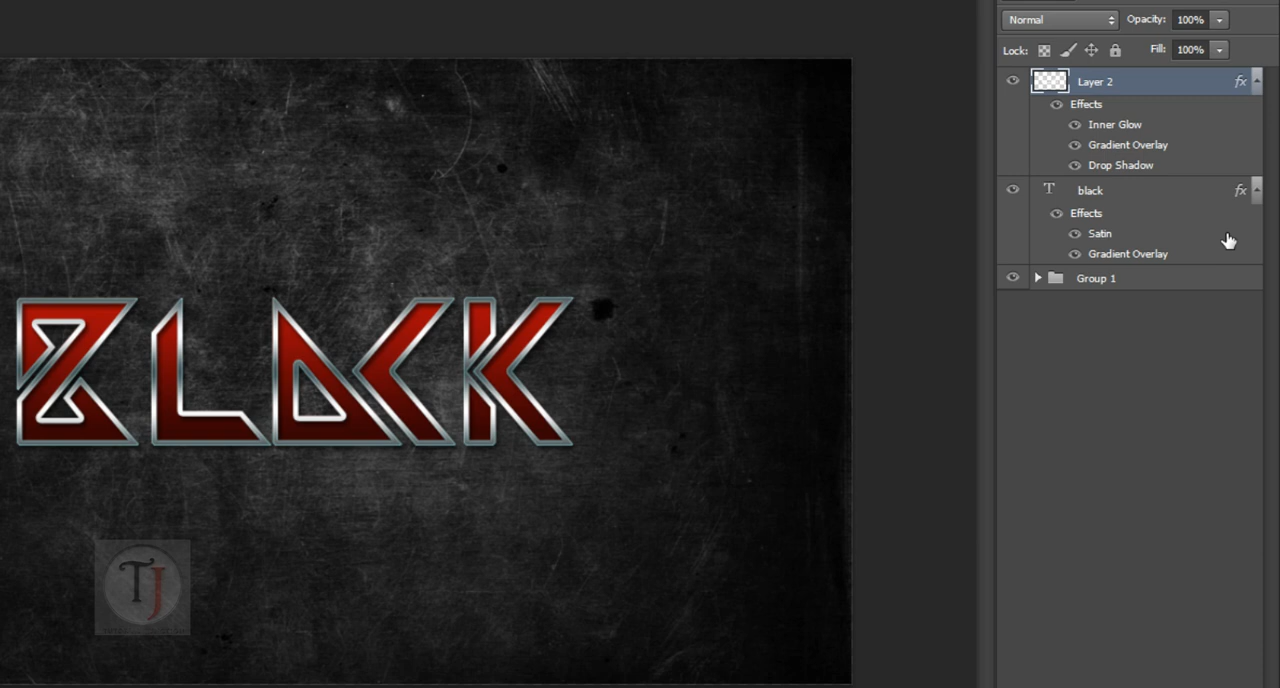 Normal Opacity: 100%
Lock: Fill: 100%
Layer 2 fx
Effects
Inner Glow
Gradient Overlay
Drop Shadow
T black fx
Effects
Satin
Gradient Overlay
Group 1
BLACK
TJ